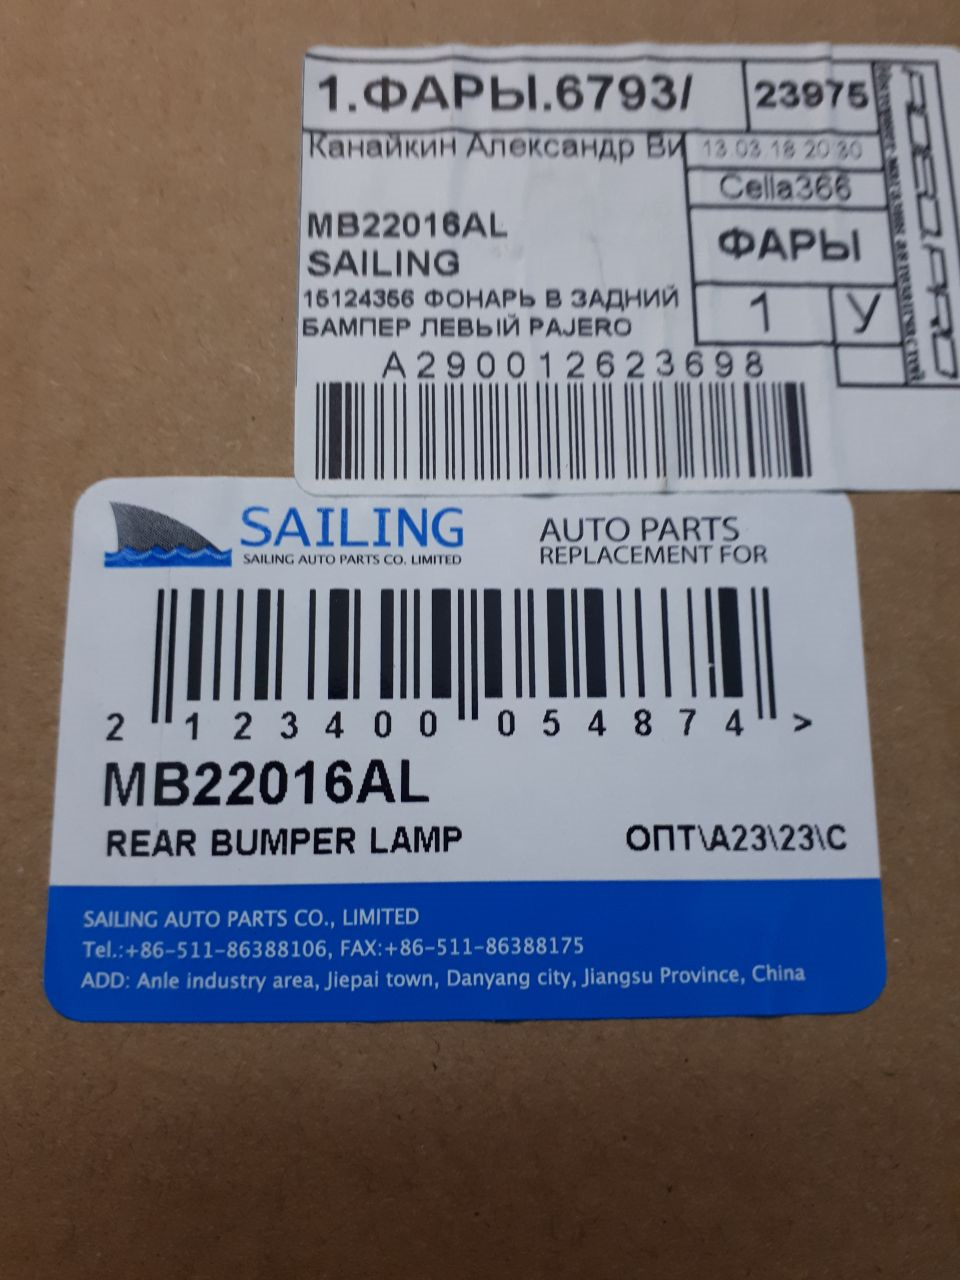 1.ФАРЫ.6793/
23975
Канайкин Александр Ви
13.03.18 20:30
Cella366
MB22016AL
SAILING
ФАРЫ
15124356 ФОНАРЬ В ЗАДНИЙ
БАМПЕР ЛЕВЫЙ PAJERO
1
У
A290012623698
SAILING
SAILING AUTO PARTS CO. LIMITED
AUTO PARTS
REPLACEMENT FOR
2 123400 054874 >
MB22016AL
REAR BUMPER LAMP
ОПТ\А23\23\С
SAILING AUTO PARTS CO., LIMITED
Tel.:+86-511-86388106, FAX:+86-511-86388175
ADD: Anle industry area, Jiepai town, Danyang city, Jiangsu Province, China